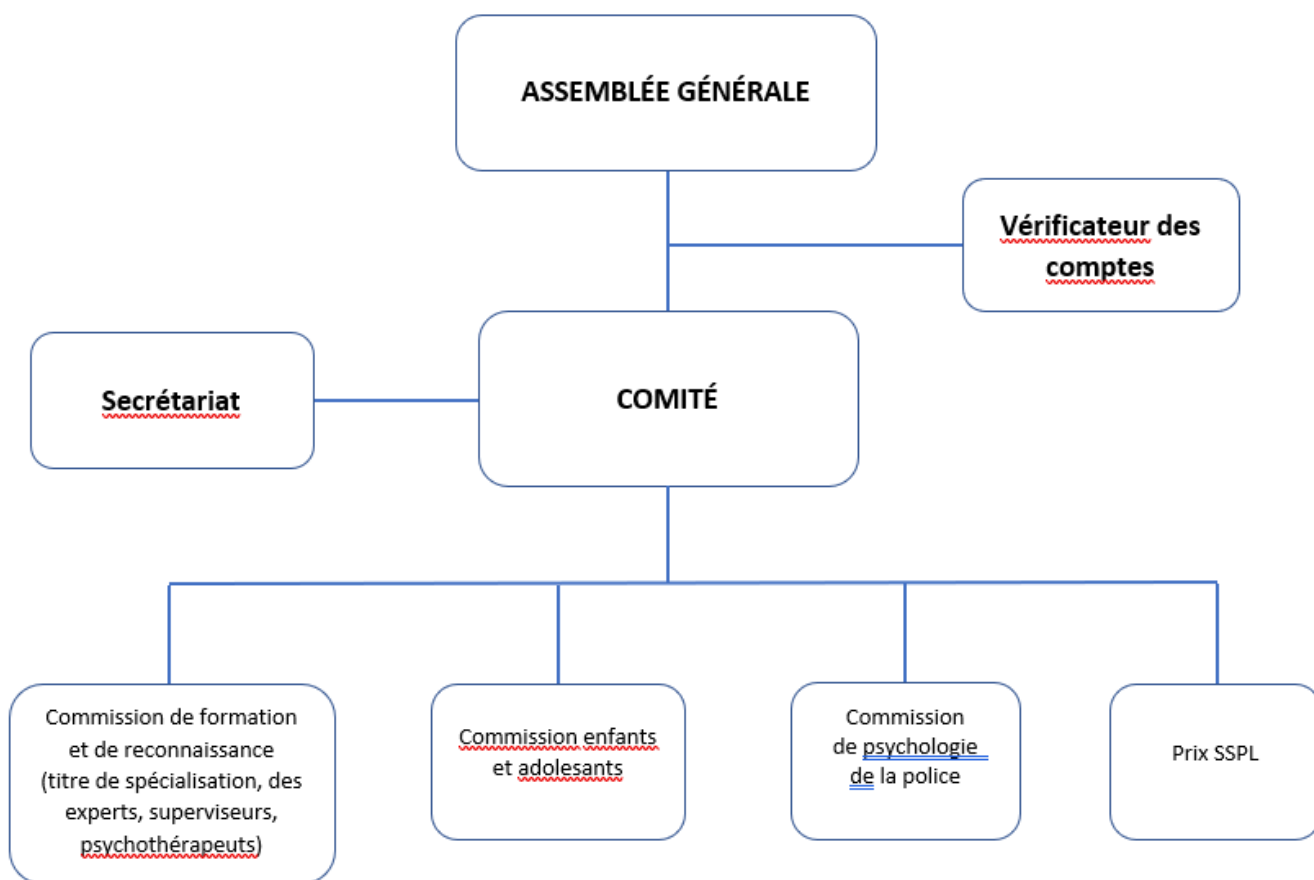 ASSEMBLÉE GÉNÉRALE
Vérificateur des
comptes
Secrétariat
COMITÉ
Commission de formation
et de reconnaissance
(titre de spécialisation, des
experts, superviseurs,
psychothérapeuts)
Commission enfants
et adolesants
Commission
de psychologie
de la police
Prix SSPL